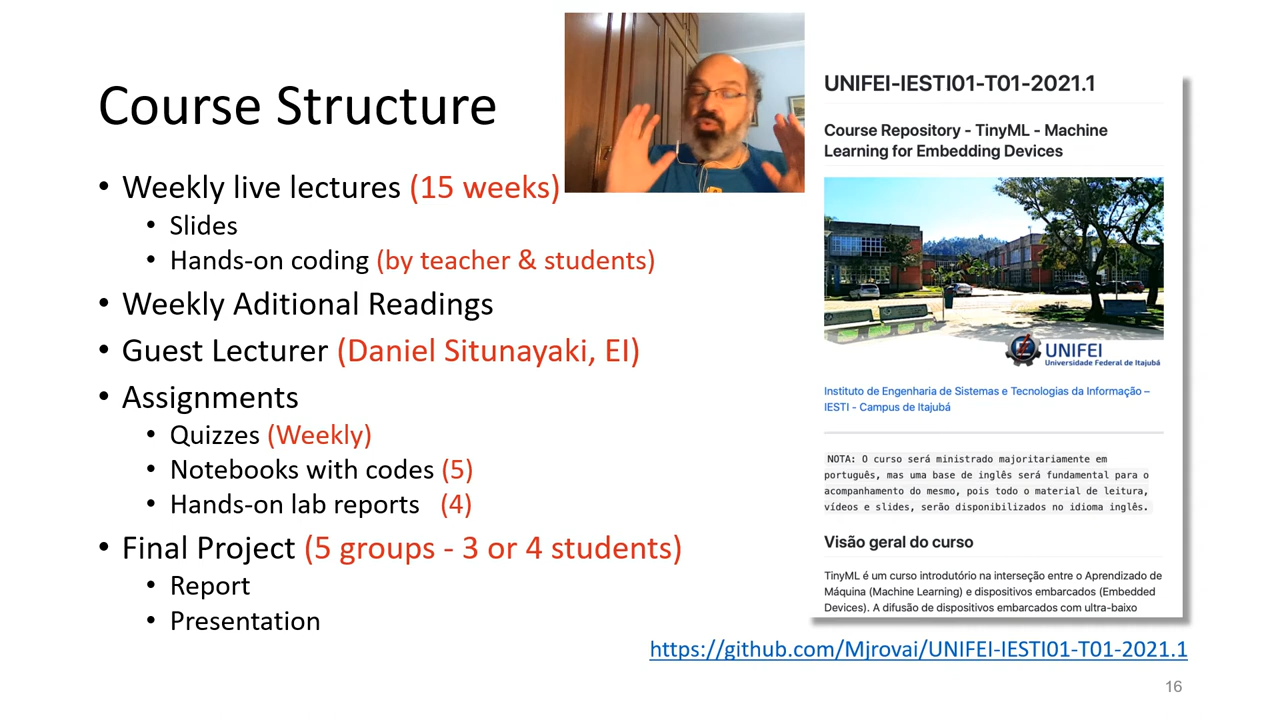 Course Structure
• Weekly live lectures (15 weeks)
• Slides
• Hands-on coding (by teacher & students)
• Weekly Aditional Readings
• Guest Lecturer (Daniel Situnayaki, EI)
• Assignments
• Quizzes (Weekly)
• Notebooks with codes (5)
• Hands-on lab reports (4)
• Final Project (5 groups - 3 or 4 students)
• Report
• Presentation
UNIFEI-IESTI01-T01-2021.1
Course Repository - TinyML - Machine
Learning for Embedding Devices
UNIFEI
Universidade Federal de Itajubá
Instituto de Engenharia de Sistemas e Tecnologias da Informação –
IESTI - Campus de Itajubá
NOTA: O curso será ministrado majoritariamente em
português, mas uma base de inglês será fundamental para o
acompanhamento do mesmo, pois todo o material de leitura,
vídeos e slides, serão disponibilizados no idioma inglês.
Visão geral do curso
TinyML é um curso introdutório na interseção entre o Aprendizado de
Máquina (Machine Learning) e dispositivos embarcados (Embedded
Devices). A difusão de dispositivos embarcados com ultra-baixo
https://github.com/Mjrovai/UNIFEI-IESTI01-T01-2021.1
16